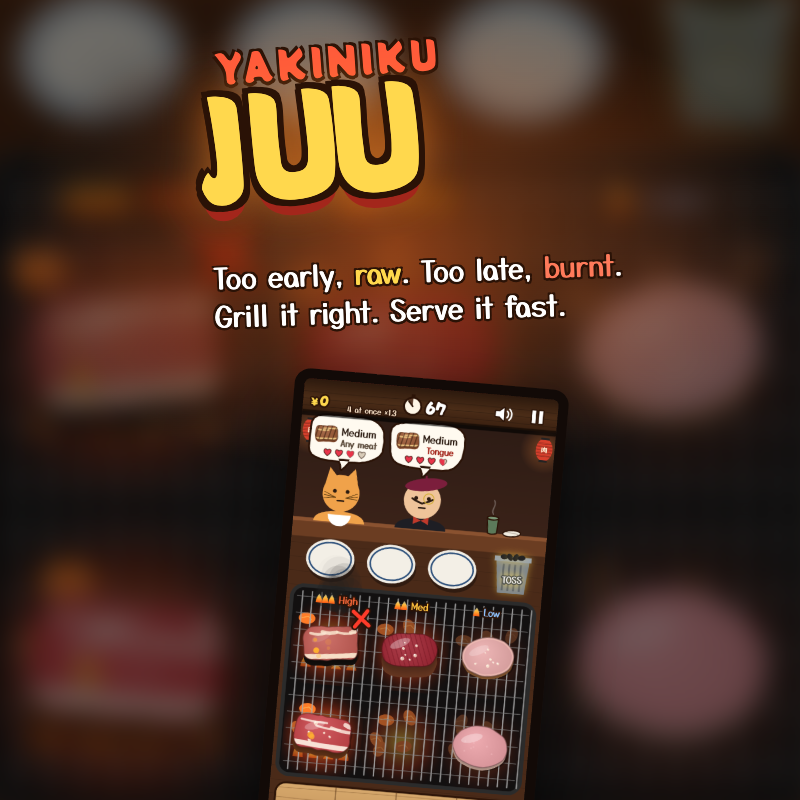 YAKINIKU
JUU
Too early, raw. Too late, burnt.
Grill it right. Serve it fast.
¥0
4 at once ×1.3
67
Medium
Any meat
Medium
Tongue
肉
TOSS
High
Med
Low